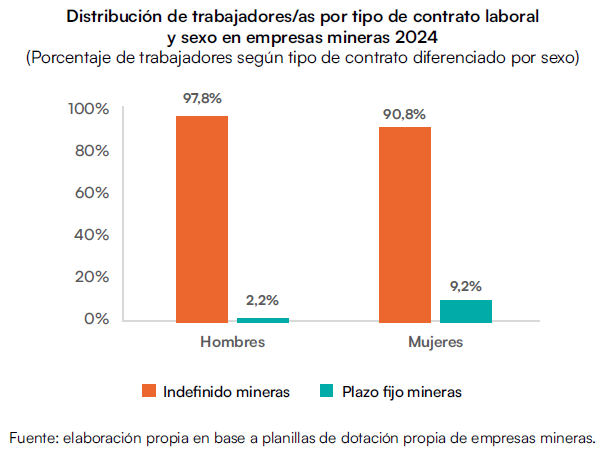 Distribución de trabajadores/as por tipo de contrato laboral
y sexo en empresas mineras 2024
(Porcentaje de trabajadores según tipo de contrato diferenciado por sexo)
100%
80%
60%
40%
20%
0%
97,8%
2,2%
90,8%
9,2%
Hombres
Mujeres
Indefinido mineras
Plazo fijo mineras
Fuente: elaboración propia en base a planillas de dotación propia de empresas mineras.